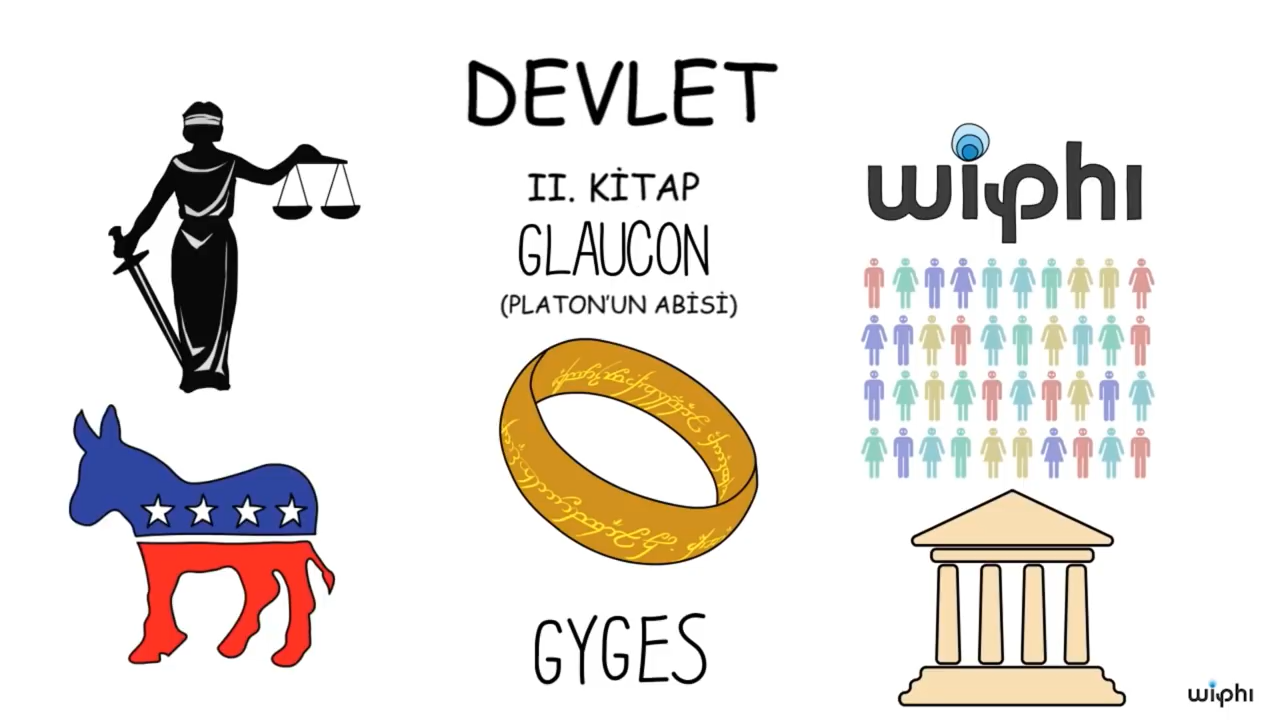 DEVLET
II. KİTAP
GLAUCON
(PLATON'UN ABİSİ)
GYGES
wiphi
wiphi